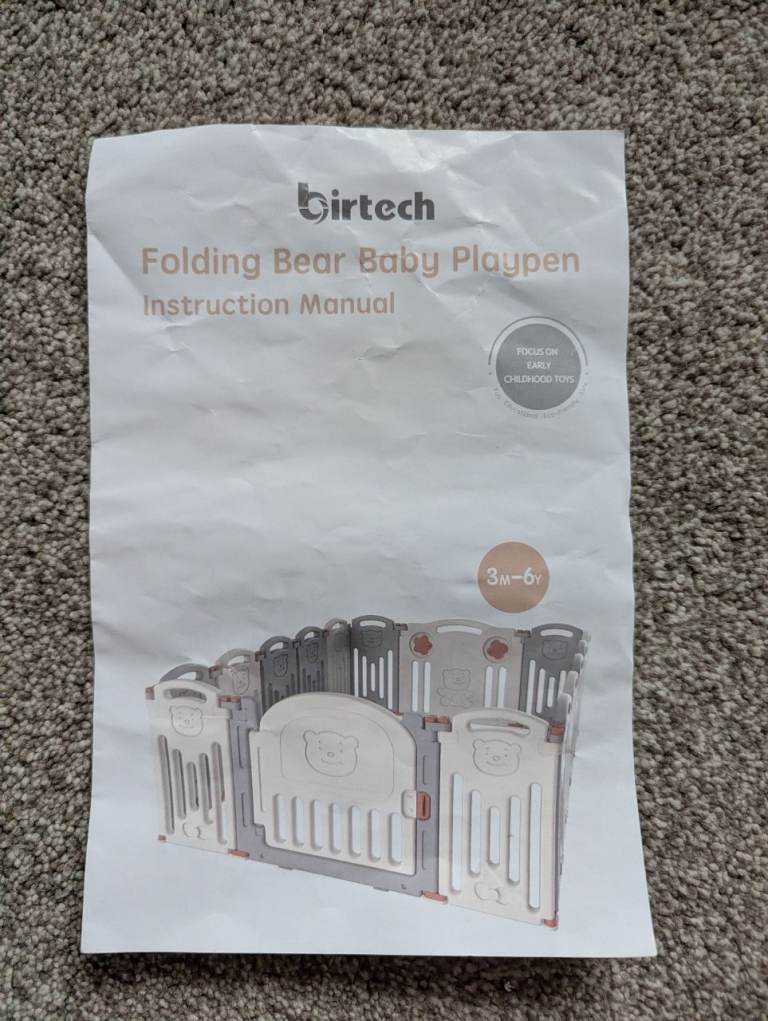 birtech
Folding Bear Baby Playpen
Instruction Manual
FOCUS ON
EARLY
CHILDHOOD TOYS
3M-6Y